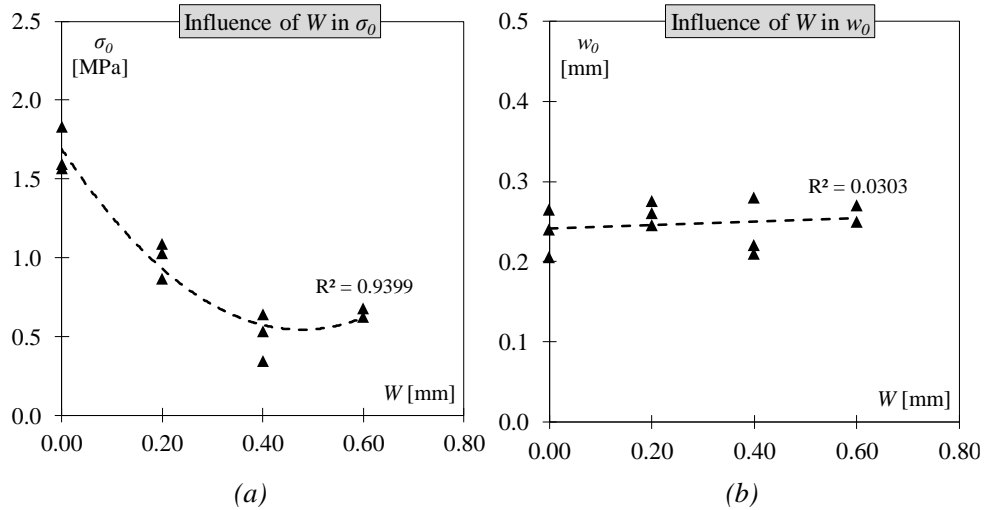 Influence of W in σ0
σ0
[MPa]
2.5
2.0
1.5
1.0
0.5
0.0
R² = 0.9399
W [mm]
0.00 0.20 0.40 0.60 0.80
(a)
Influence of W in w0
w0
[mm]
0.5
0.4
0.3
0.2
0.1
0.0
R² = 0.0303
W [mm]
0.00 0.20 0.40 0.60 0.80
(b)